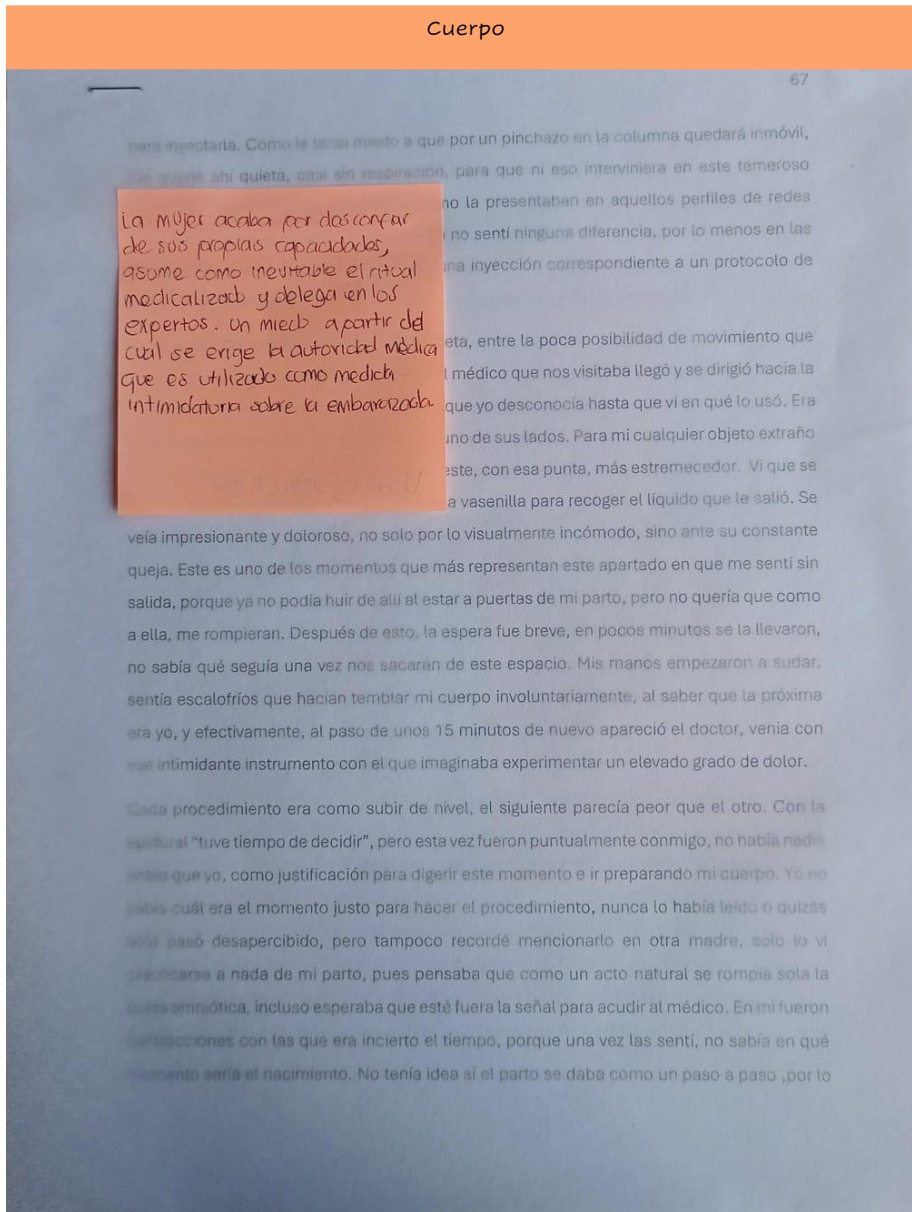 Cuerpo
67
para inyectarla. Como le tenía miedo a que por un pinchazo en la columna quedará inmóvil,
me quedé ahí quieta, casi sin respiración, para que ni eso interviniera en este temeroso
no la presentaban en aquellos perfiles de redes
no sentí ninguna diferencia, por lo menos en las
na inyección correspondiente a un protocolo de
La mujer acaba por desconfiar
de sus propias capacidades,
asume como inevitable el ritual
medicalizado y delega en los
expertos. Un miedo a partir del
cual se erige la autoridad médica
que es utilizado como medida
intimidatoria sobre la embarazada.
eta, entre la poca posibilidad de movimiento que
l médico que nos visitaba llegó y se dirigió hacia la
que yo desconocía hasta que vi en qué lo usó. Era
uno de sus lados. Para mi cualquier objeto extraño
este, con esa punta, más estremecedor. Vi que se
a vasenilla para recoger el líquido que le salió. Se
veía impresionante y doloroso, no solo por lo visualmente incómodo, sino ante su constante
queja. Este es uno de los momentos que más representan este apartado en que me sentí sin
salida, porque ya no podía huir de allí al estar a puertas de mi parto, pero no quería que como
a ella, me rompieran. Después de esto, la espera fue breve, en pocos minutos se la llevaron,
no sabía qué seguía una vez nos sacarán de este espacio. Mis manos empezaron a sudar,
sentía escalofríos que hacían temblar mi cuerpo involuntariamente, al saber que la próxima
era yo, y efectivamente, al paso de unos 15 minutos de nuevo apareció el doctor, venia con
ese intimidante instrumento con el que imaginaba experimentar un elevado grado de dolor.
Cada procedimiento era como subir de nivel, el siguiente parecía peor que el otro. Con la
epidural "tuve tiempo de decidir", pero esta vez fueron puntualmente conmigo, no había nadie
antes que yo, como justificación para digerir este momento e ir preparando mi cuerpo. Yo no
sabía cuál era el momento justo para hacer el procedimiento, nunca lo había leído o quizás
solo pasó desapercibido, pero tampoco recordé mencionarlo en otra madre, solo lo vi
practicarse a nada de mi parto, pues pensaba que como un acto natural se rompía sola la
bolsa amniótica, incluso esperaba que esté fuera la señal para acudir al médico. En mi fueron
contracciones con las que era incierto el tiempo, porque una vez las sentí, no sabía en qué
momento sería el nacimiento. No tenía idea si el parto se daba como un paso a paso ,por lo